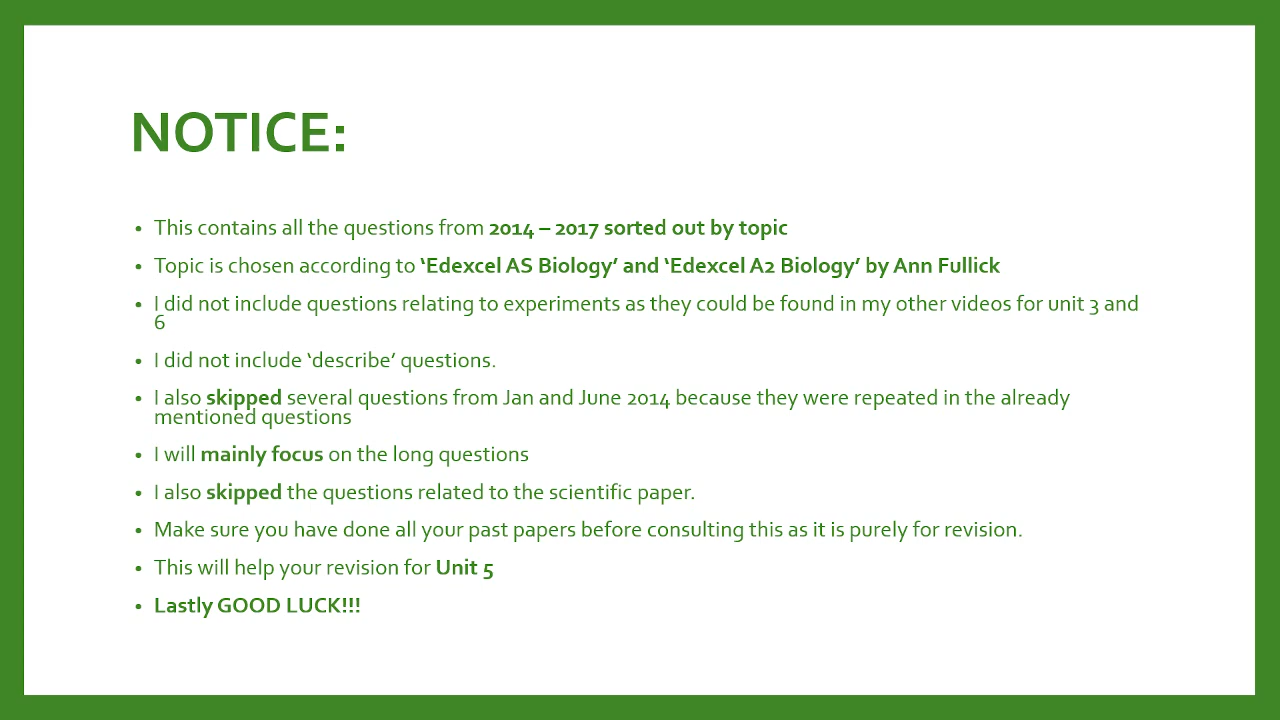 NOTICE:
• This contains all the questions from 2014 – 2017 sorted out by topic
• Topic is chosen according to ‘Edexcel AS Biology’ and ‘Edexcel A2 Biology’ by Ann Fullick
• I did not include questions relating to experiments as they could be found in my other videos for unit 3 and
6
• I did not include ‘describe’ questions.
• I also skipped several questions from Jan and June 2014 because they were repeated in the already
mentioned questions
• I will mainly focus on the long questions
• I also skipped the questions related to the scientific paper.
• Make sure you have done all your past papers before consulting this as it is purely for revision.
• This will help your revision for Unit 5
• Lastly GOOD LUCK!!!